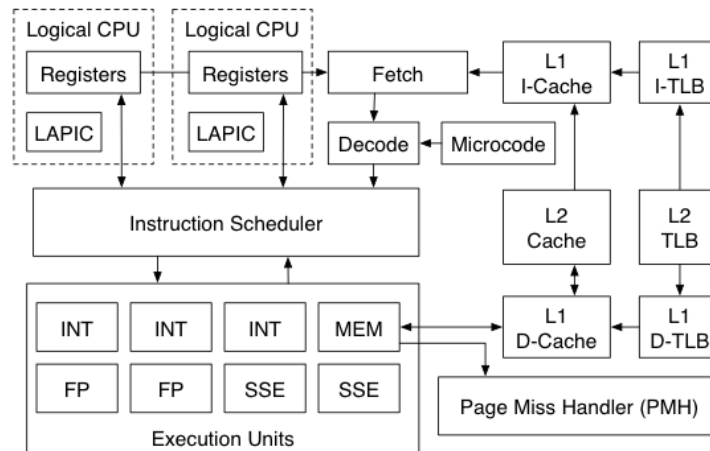 Logical CPU
Logical CPU
Registers
Registers
Fetch
L1
I-Cache
L1
I-TLB
LAPIC
LAPIC
Decode
Microcode
Instruction Scheduler
L2
Cache
L2
TLB
INT
INT
INT
MEM
L1
D-Cache
L1
D-TLB
FP
FP
SSE
SSE
Page Miss Handler (PMH)
Execution Units